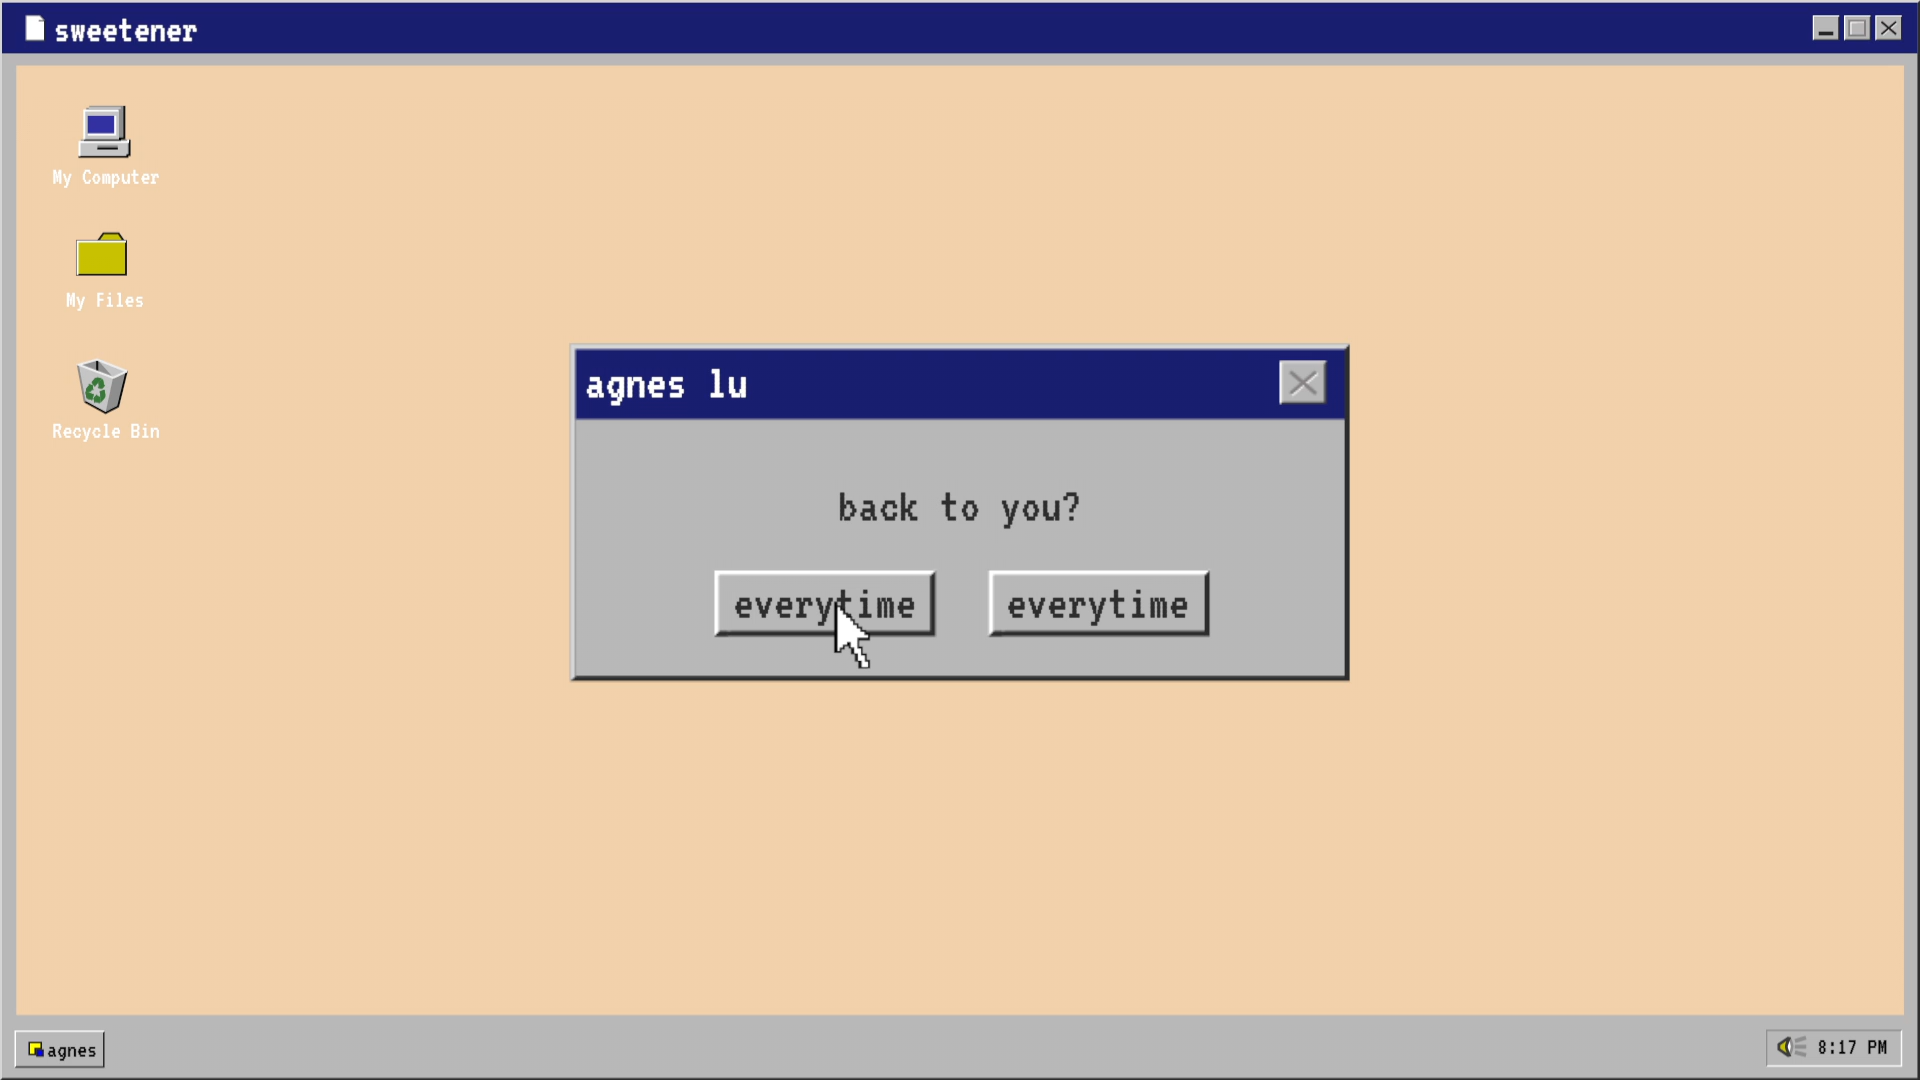 sweetener
My Computer
My Files
Recycle Bin
agnes lu
back to you?
everytime
everytime
agnes
8:17 PM